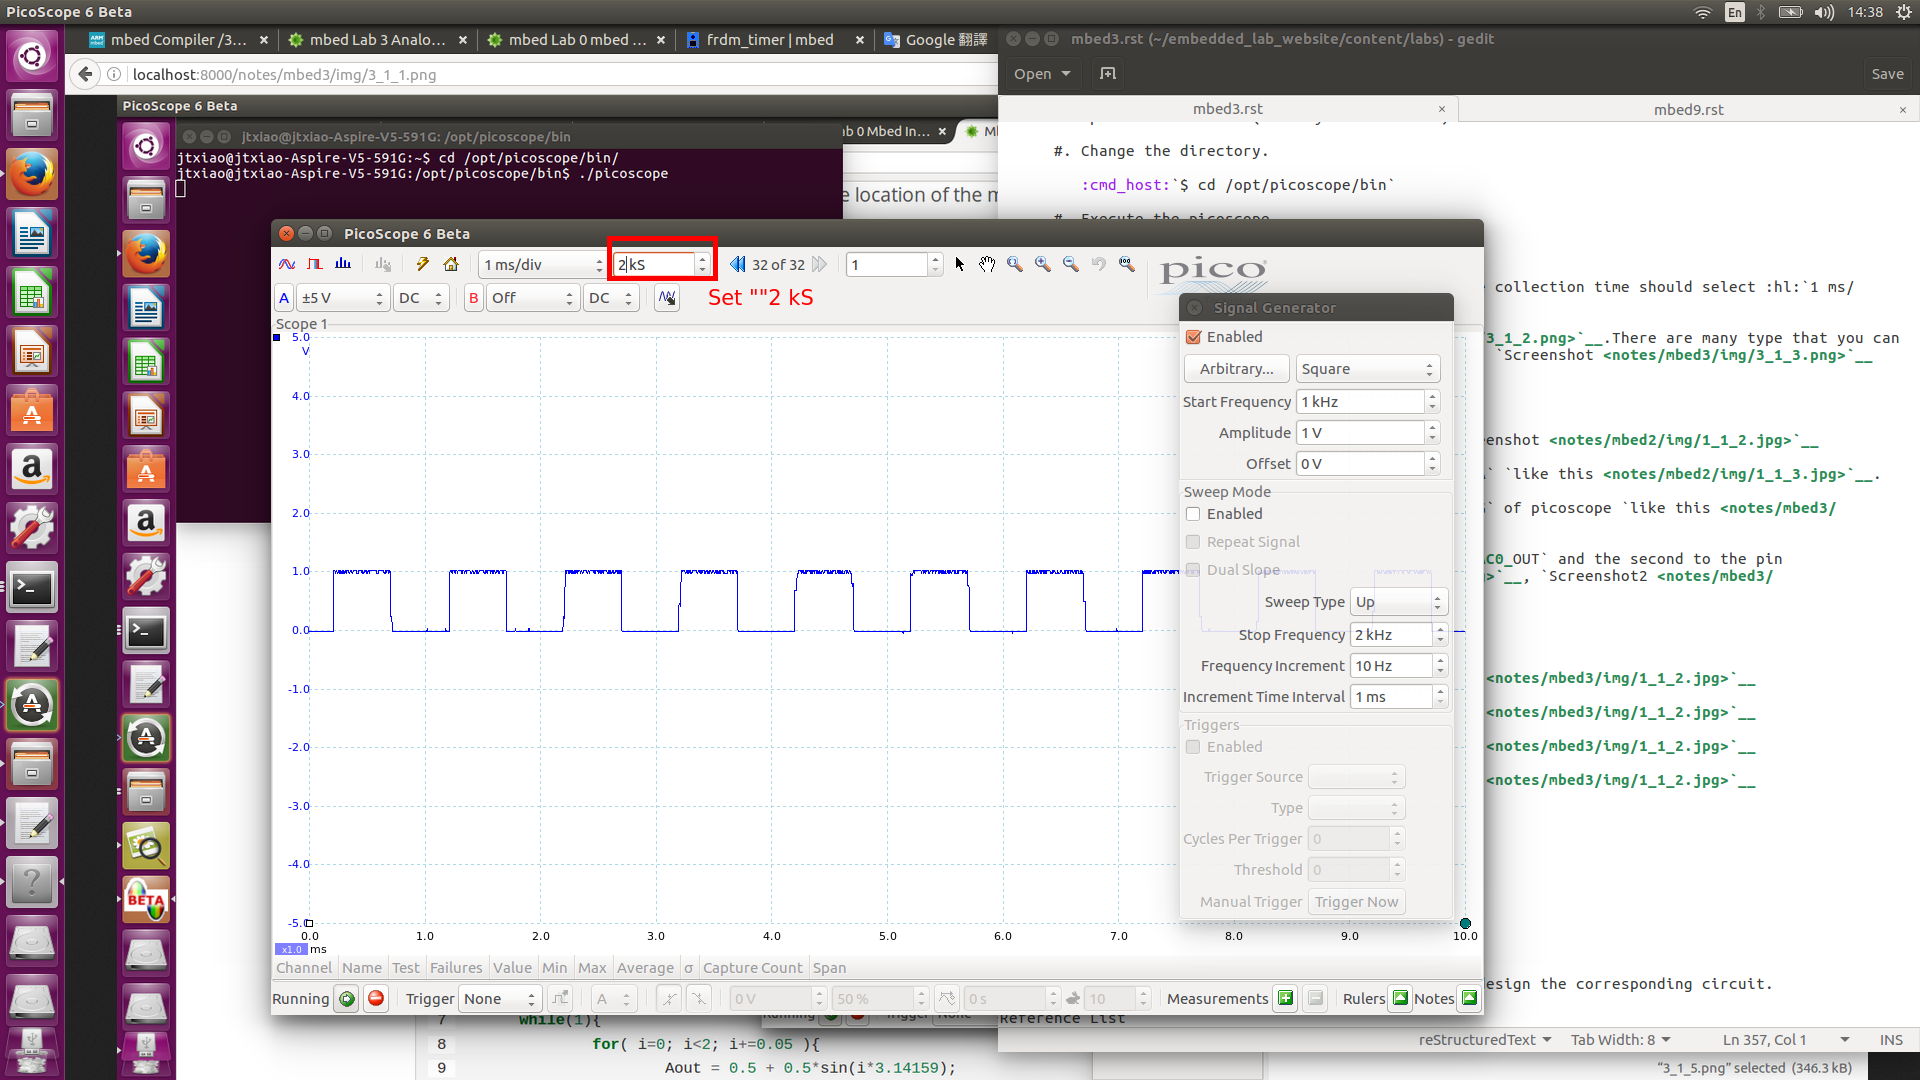 PicoScope 6 Beta
En
14:38
mbed Compiler /3...
mbed Lab 3 Analo...
mbed Lab 0 mbed ...
frdm_timer | mbed
Google 翻譯
mbed3.rst (~/embedded_lab_website/content/labs) - gedit
localhost:8000/notes/mbed3/img/3_1_1.png
Open
Save
PicoScope 6 Beta
mbed3.rst
mbed9.rst
jtxiao@jtxiao-Aspire-V5-591G: /opt/picoscope/bin
jtxiao@jtxiao-Aspire-V5-591G:~$ cd /opt/picoscope/bin/
jtxiao@jtxiao-Aspire-V5-591G:/opt/picoscope/bin$ ./picoscope
b 0 Mbed In...
e location of the m
#. Change the directory.
:cmd_host:`$ cd /opt/picoscope/bin`
#. Execute the picoscope
PicoScope 6 Beta
1 ms/div
2 kS
32 of 32
1
pico
A
±5 V
DC
B
Off
DC
Set ""2 kS
Scope 1
5.0
V
4.0
3.0
2.0
1.0
0.0
-1.0
-2.0
-3.0
-4.0
-5.0
0.0
1.0
2.0
3.0
4.0
5.0
6.0
7.0
8.0
9.0
10.0
x1.0
ms
Signal Generator
Enabled
Arbitrary...
Square
Start Frequency
1 kHz
Amplitude
1 V
Offset
0 V
Sweep Mode
Enabled
Repeat Signal
Dual Slope
Sweep Type
Up
Stop Frequency
2 kHz
Frequency Increment
10 Hz
Increment Time Interval
1 ms
Triggers
Enabled
Trigger Source
Type
Cycles Per Trigger
0
Threshold
0
Manual Trigger
Trigger Now
collection time should select :hl:`1 ms/
3_1_2.png>`__.There are many type that you can
`Screenshot <notes/mbed3/img/3_1_3.png>`__
enshot <notes/mbed2/img/1_1_2.jpg>`__
`like this <notes/mbed2/img/1_1_3.jpg>`__.
` of picoscope `like this <notes/mbed3/
AC0_OUT` and the second to the pin
>`__, `Screenshot2 <notes/mbed3/
<notes/mbed3/img/1_1_2.jpg>`__
<notes/mbed3/img/1_1_2.jpg>`__
<notes/mbed3/img/1_1_2.jpg>`__
<notes/mbed3/img/1_1_2.jpg>`__
design the corresponding circuit.
Channel
Name
Test
Failures
Value
Min
Max
Average
σ
Capture Count
Span
Running
Trigger
None
A
0 V
50 %
0 s
10
Measurements
Rulers
Notes
Reference List
7 while(1){
8 for( i=0; i<2; i+=0.05 ){
9 Aout = 0.5 + 0.5*sin(i*3.14159);
reStructuredText
Tab Width: 8
Ln 357, Col 1
INS
"3_1_5.png" selected (346.3 kB)
BETA
BETA